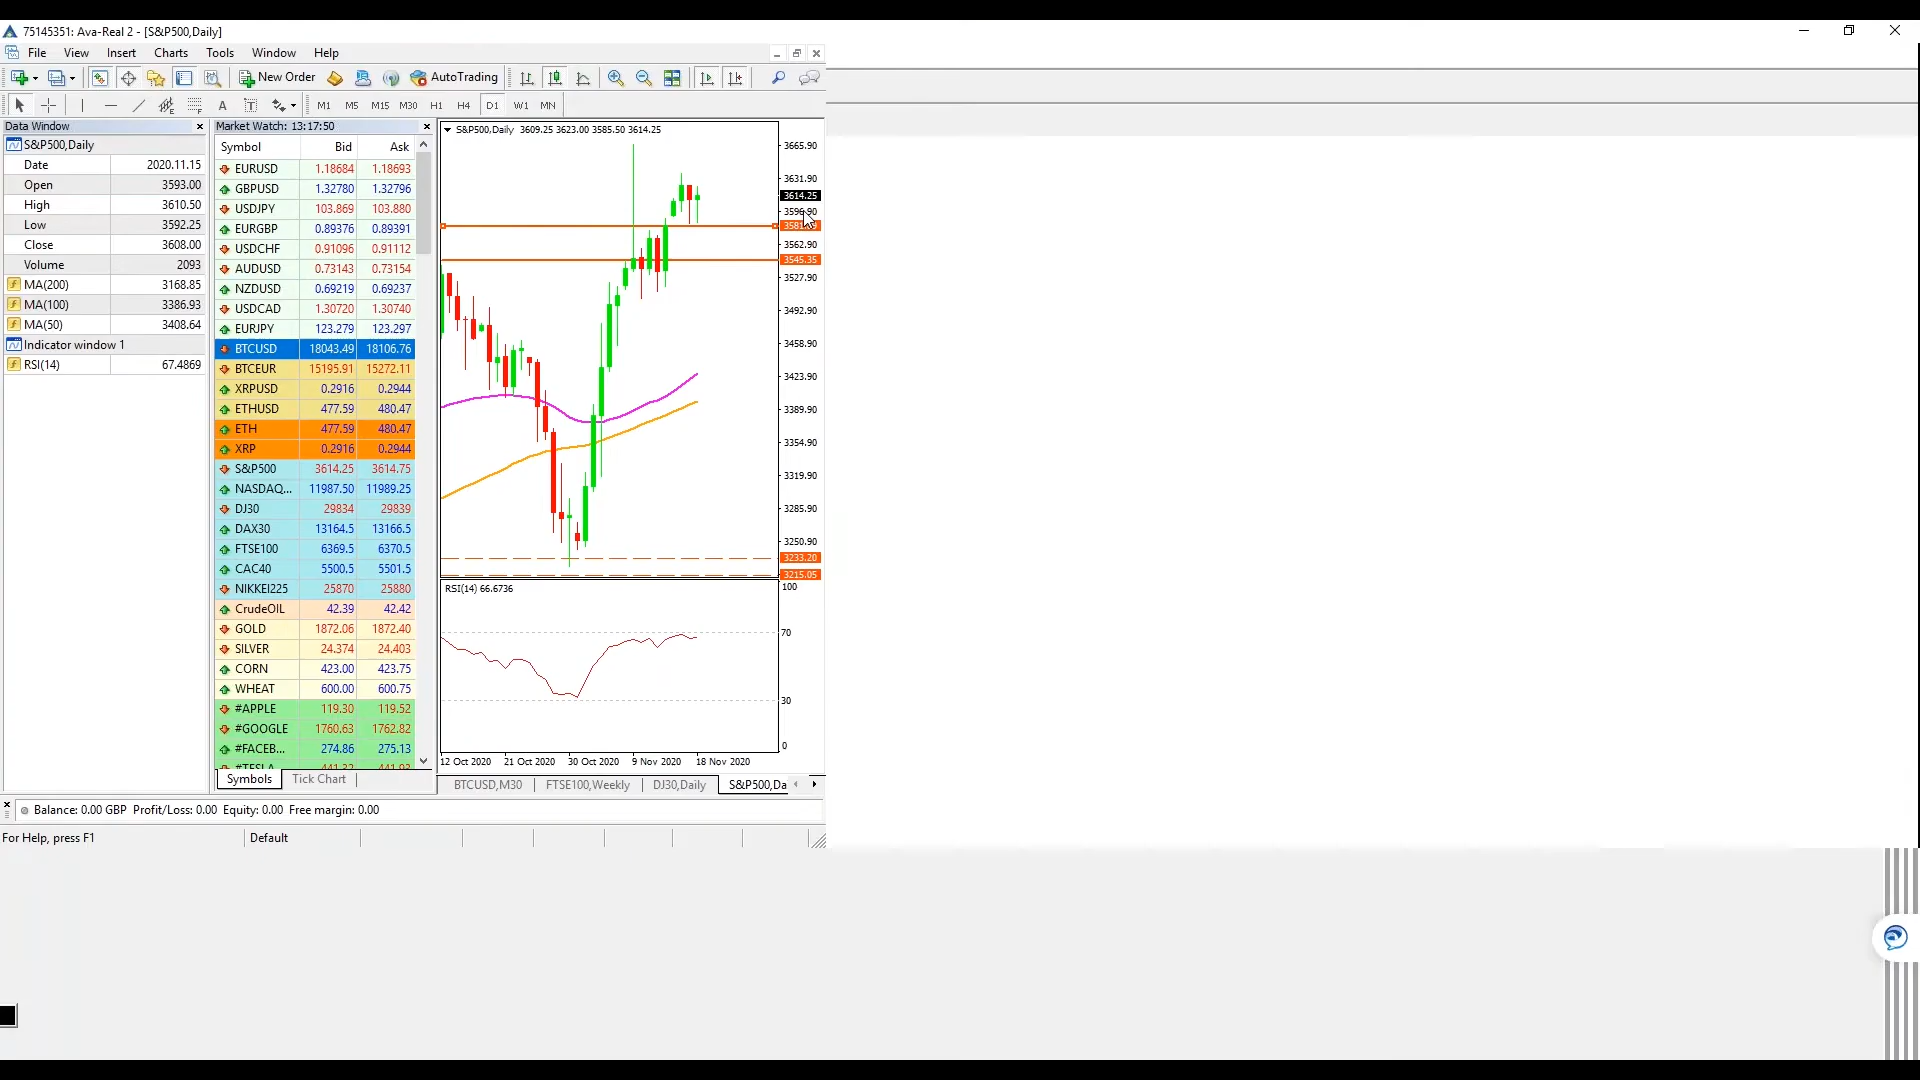 75145351: Ava-Real 2 - [S&P500,Daily]
File View Insert Charts Tools Window Help
New Order AutoTrading
A T M1 M5 M15 M30 H1 H4 D1 W1 MN
Data Window
S&P500,Daily
Date 2020.11.15
Open 3593.00
High 3610.50
Low 3592.25
Close 3608.00
Volume 2093
MA(200) 3168.85
MA(100) 3386.93
MA(50) 3408.64
Indicator window 1
RSI(14) 67.4869
Market Watch: 13:17:50
Symbol Bid Ask
EURUSD 1.18684 1.18693
GBPUSD 1.32780 1.32796
USDJPY 103.869 103.880
EURGBP 0.89376 0.89391
USDCHF 0.91096 0.91112
AUDUSD 0.73143 0.73154
NZDUSD 0.69219 0.69237
USDCAD 1.30720 1.30740
EURJPY 123.279 123.297
BTCUSD 18043.49 18106.76
BTCEUR 15195.91 15272.11
XRPUSD 0.2916 0.2944
ETHUSD 477.59 480.47
ETH 477.59 480.47
XRP 0.2916 0.2944
S&P500 3614.25 3614.75
NASDAQ... 11987.50 11989.25
DJ30 29834 29839
DAX30 13164.5 13166.5
FTSE100 6369.5 6370.5
CAC40 5500.5 5501.5
NIKKEI225 25870 25880
CrudeOIL 42.39 42.42
GOLD 1872.06 1872.40
SILVER 24.374 24.403
CORN 423.00 423.75
WHEAT 600.00 600.75
#APPLE 119.30 119.52
#GOOGLE 1760.63 1762.82
#FACEB... 274.86 275.13
#TESLA 441.32
Symbols Tick Chart
S&P500,Daily 3609.25 3623.00 3585.50 3614.25
3665.90
3631.90
3614.25
3596.90
3562.90
3545.35
3527.90
3492.90
3458.90
3423.90
3389.90
3354.90
3319.90
3285.90
3250.90
3233.20
3215.05
RSI(14) 66.6736
100
70
30
0
12 Oct 2020 21 Oct 2020 30 Oct 2020 9 Nov 2020 18 Nov 2020
BTCUSD,M30 FTSE100,Weekly DJ30,Daily S&P500,Da
Balance: 0.00 GBP Profit/Loss: 0.00 Equity: 0.00 Free margin: 0.00
For Help, press F1 Default